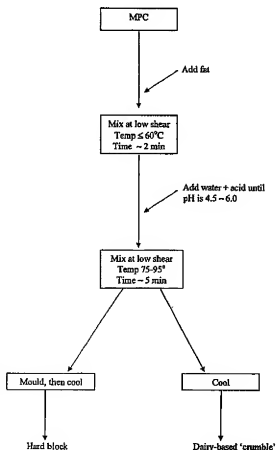 MPC
Add fat
Mix at low shear
Temp ≤ 60°C
Time ~ 2 min
Add water + acid until
pH is 4.5 – 6.0
Mix at low shear
Temp 75-95°
Time ~ 5 min
Mould, then cool
Cool
Hard block
Dairy-based 'crumble'